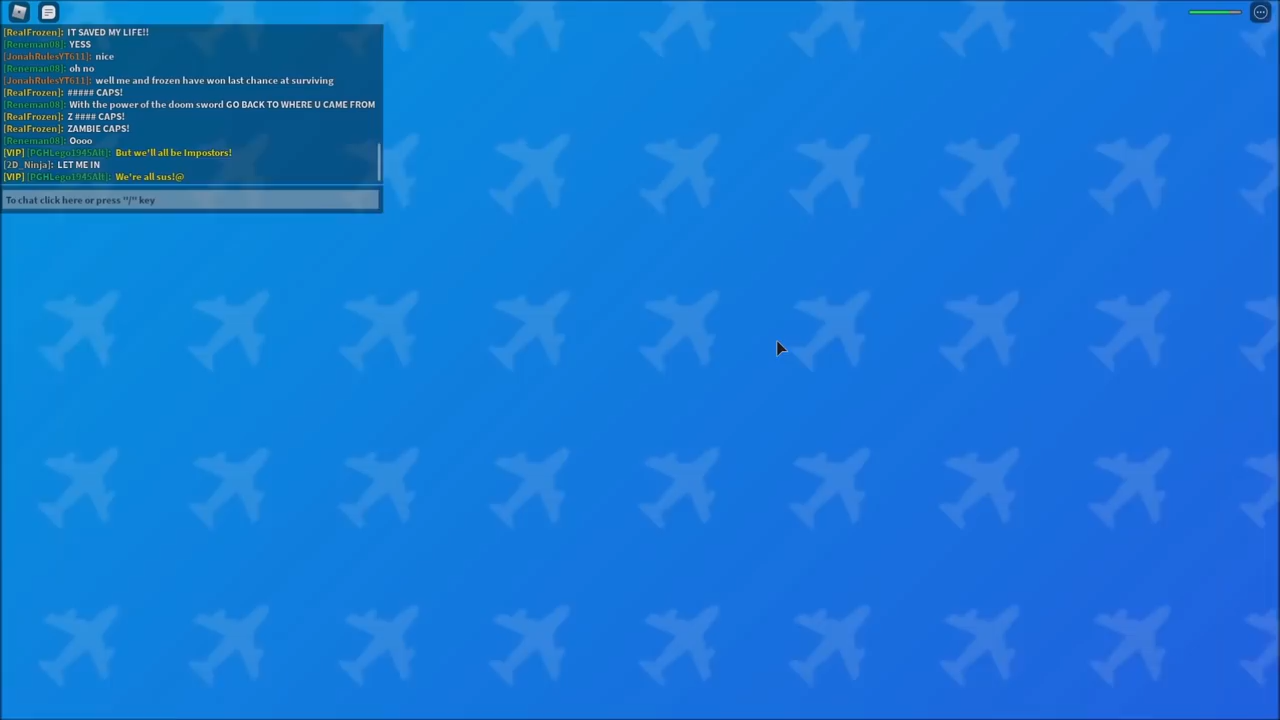 [RealFrozen]: IT SAVED MY LIFE!!
[Reneman08]: YESS
[JonahRulesYT611]: nice
[Reneman08]: oh no
[JonahRulesYT611]: well me and frozen have won last chance at surviving
[RealFrozen]: ##### CAPS!
[Reneman08]: With the power of the doom sword GO BACK TO WHERE U CAME FROM
[RealFrozen]: Z #### CAPS!
[RealFrozen]: ZAMBIE CAPS!
[Reneman08]: Oooo
[VIP] [PGHLego1945Alt]: But we'll all be Impostors!
[2D_Ninja]: LET ME IN
[VIP] [PGHLego1945Alt]: We're all sus!@
To chat click here or press "/" key